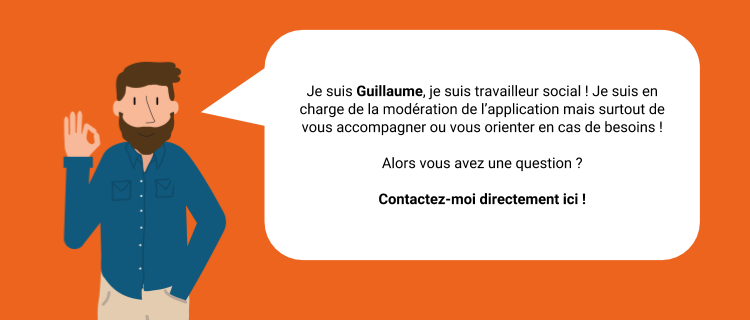 Je suis Guillaume, je suis travailleur social ! Je suis en
charge de la modération de l’application mais surtout de
vous accompagner ou vous orienter en cas de besoins !
Alors vous avez une question ?
Contactez-moi directement ici !